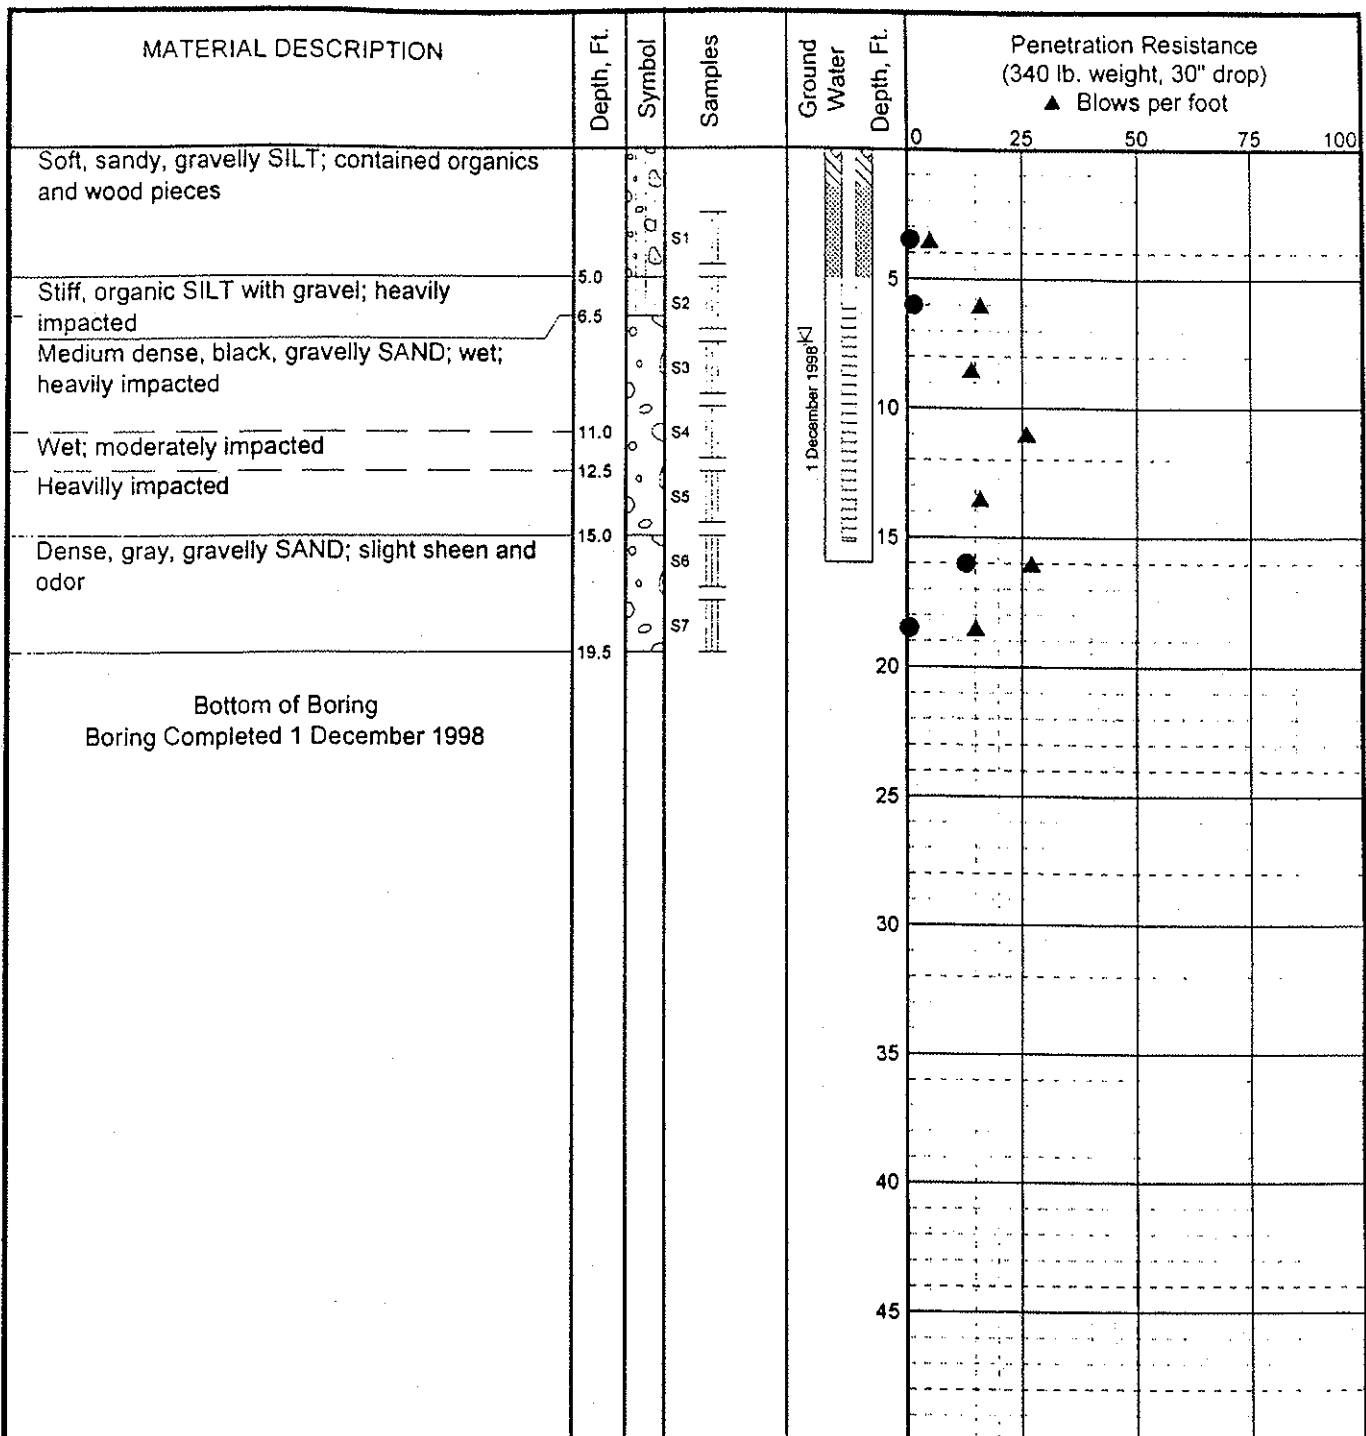 MATERIAL DESCRIPTION
Depth, Ft.
Symbol
Samples
Ground
Water
Depth, Ft.
Penetration Resistance
(340 lb. weight, 30" drop)
▲ Blows per foot
0 25 50 75 100
Soft, sandy, gravelly SILT; contained organics
and wood pieces
S1
5.0
5
Stiff, organic SILT with gravel; heavily
impacted
S2
6.5
Medium dense, black, gravelly SAND; wet;
heavily impacted
S3
1 December 1998
10
11.0
S4
Wet; moderately impacted
12.5
Heavilly impacted
S5
15.0
15
Dense, gray, gravelly SAND; slight sheen and
odor
S6
S7
19.5
20
Bottom of Boring
Boring Completed 1 December 1998
25
30
35
40
45